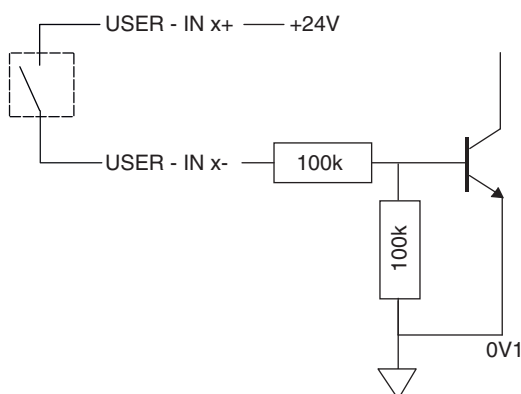 USER - IN x+
+24V
USER - IN x-
100k
100k
0V1